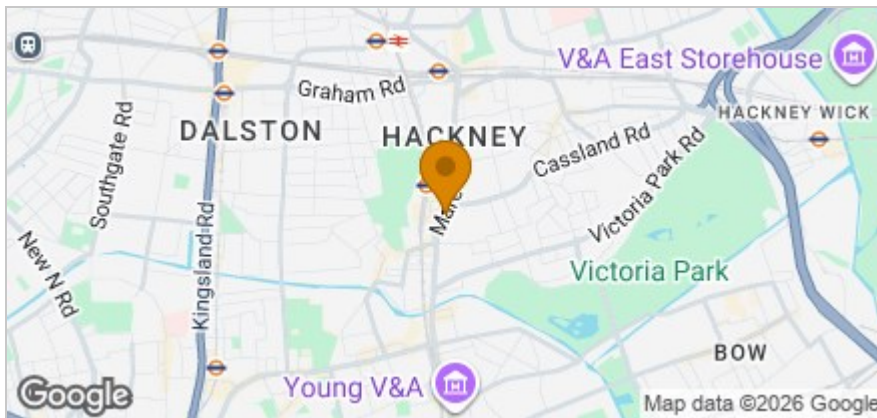 V&A East Storehouse
Graham Rd
HACKNEY WICK
DALSTON
HACKNEY
Cassland Rd
Southgate Rd
Victoria Park Rd
Mare
Kingsland Rd
New N Rd
Victoria Park
BOW
Young V&A
Google
Map data ©2026 Google